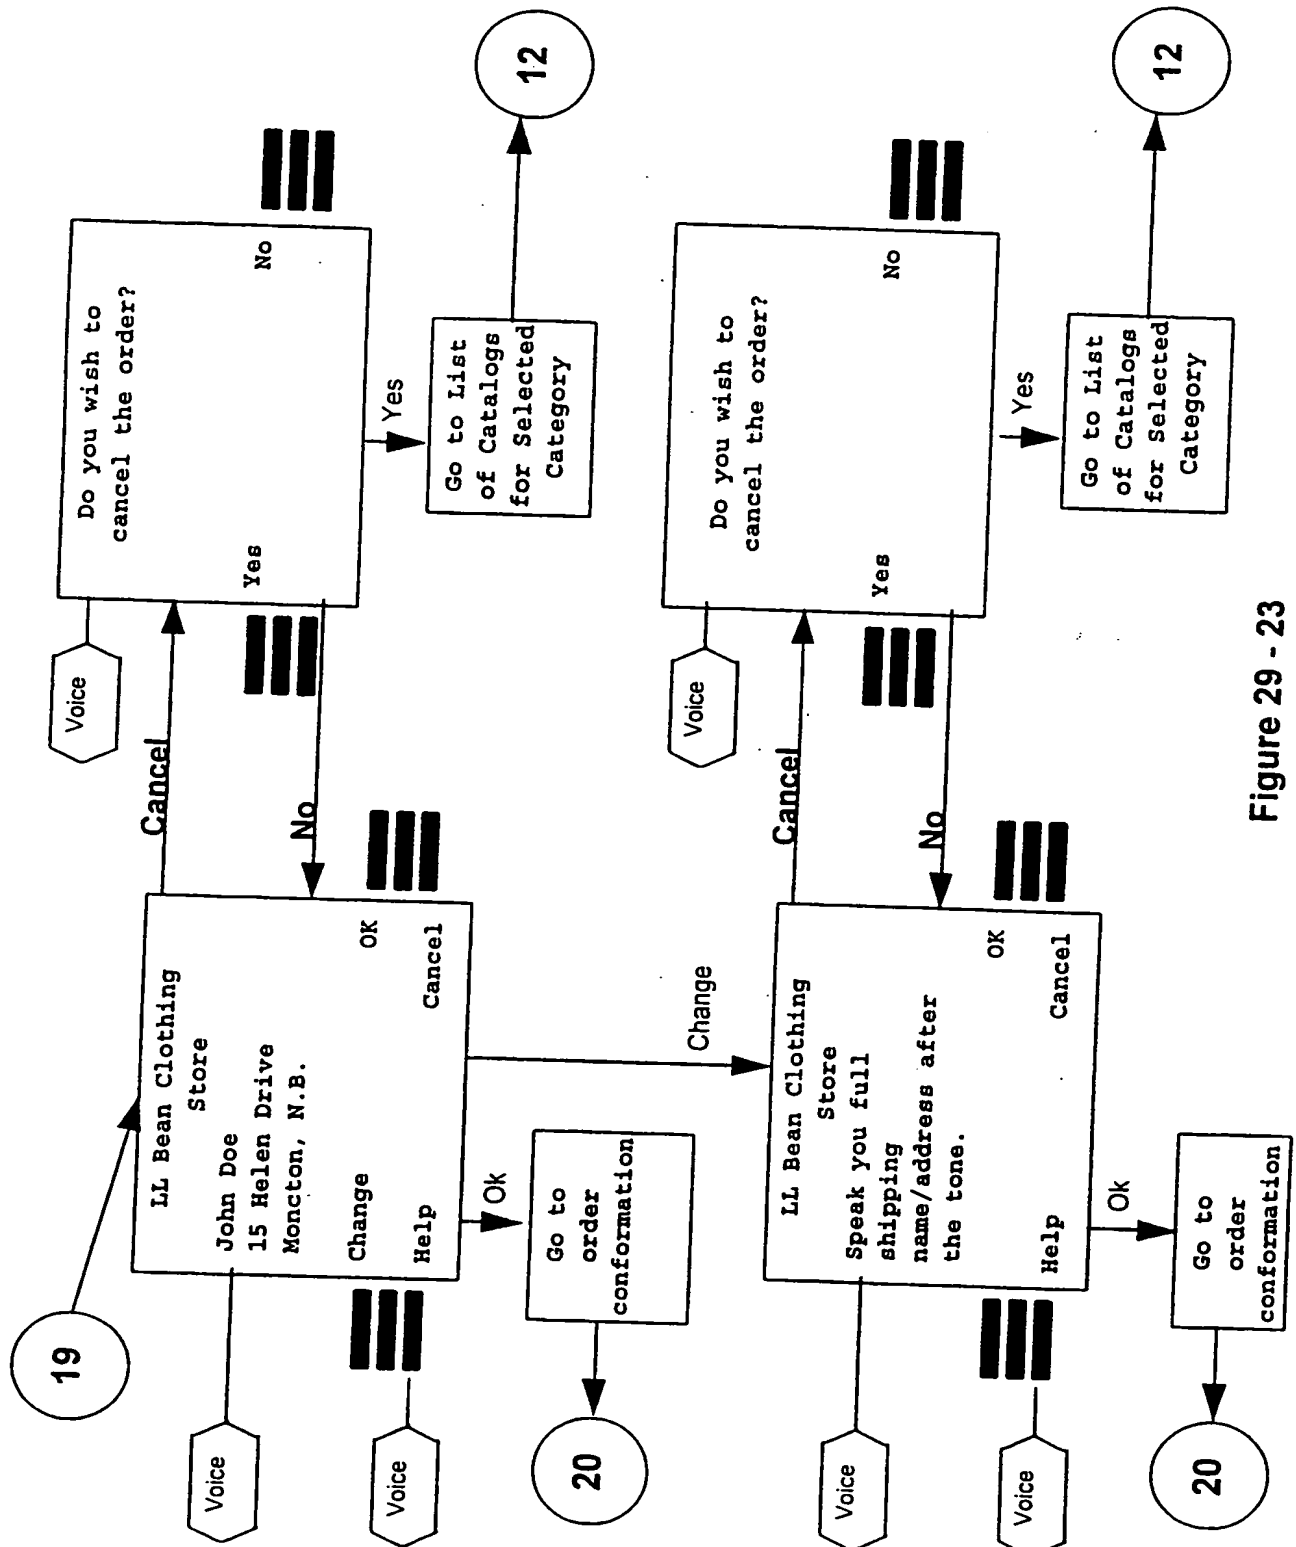 19
LL Bean Clothing
Store
John Doe
15 Helen Drive
Moncton, N.B.
Change
OK
Help
Cancel
Voice
Voice
Cancel
No
Voice
Do you wish to
cancel the order?
Yes
No
Yes
Go to List
of Catalogs
for Selected
Category
12
Ok
Go to
order
conformation
20
Change
LL Bean Clothing
Store
Speak you full
shipping
name/address after
the tone.
OK
Help
Cancel
Voice
Voice
Cancel
No
Voice
Do you wish to
cancel the order?
Yes
No
Yes
Go to List
of Catalogs
for Selected
Category
12
Ok
Go to
order
conformation
20
Figure 29 - 23